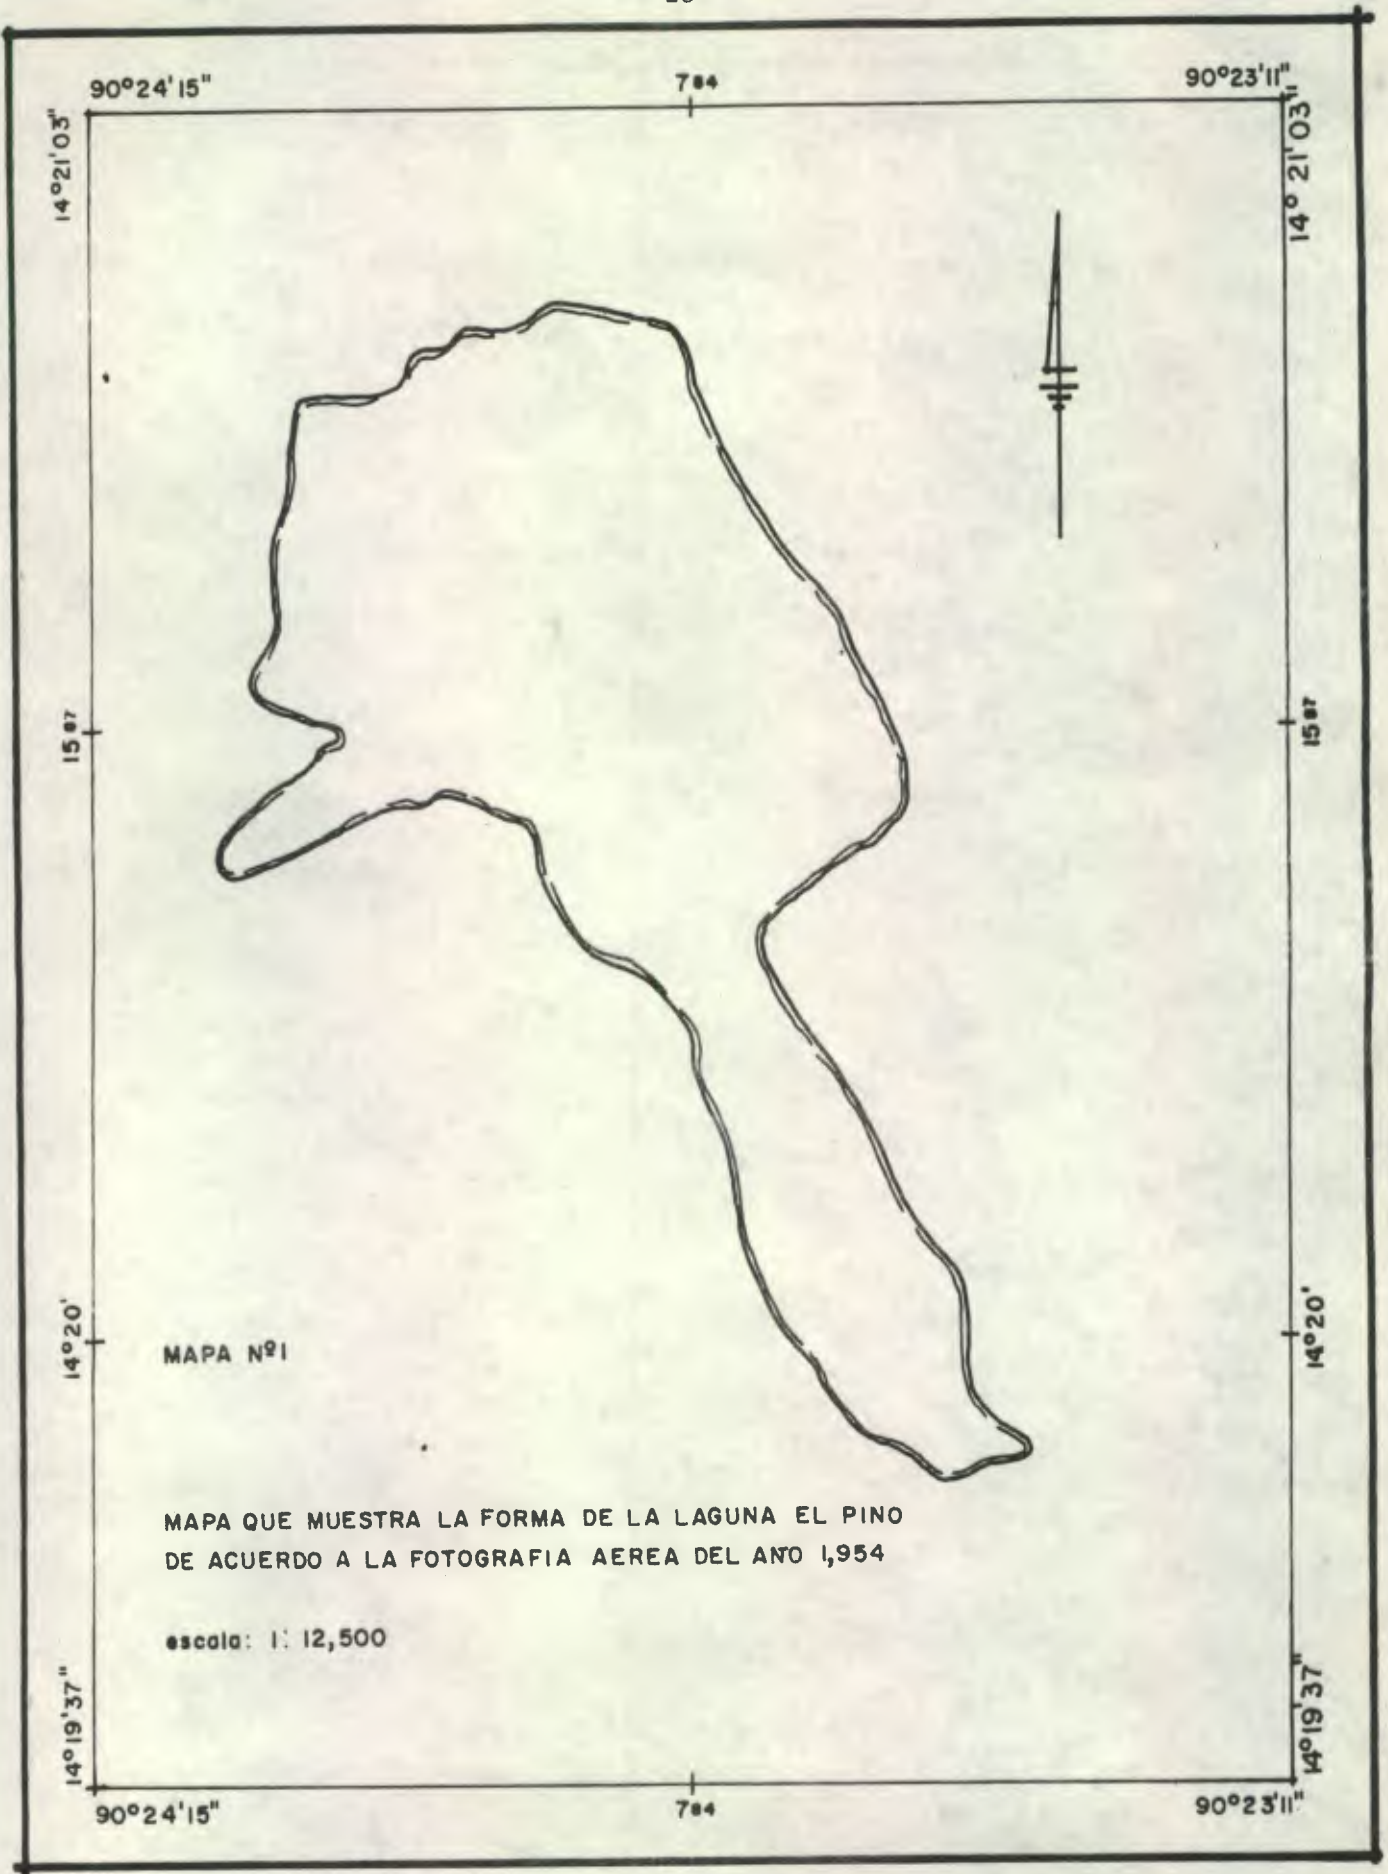 90°24'15" 784 90°23'11"
14°21'03"
14°21'03"
1587
1587
14°20'
14°20'
MAPA Nº1
MAPA QUE MUESTRA LA FORMA DE LA LAGUNA EL PINO
DE ACUERDO A LA FOTOGRAFIA AEREA DEL AÑO 1,954
escala: 1: 12,500
14°19'37"
14°19'37"
90°24'15" 784 90°23'11"